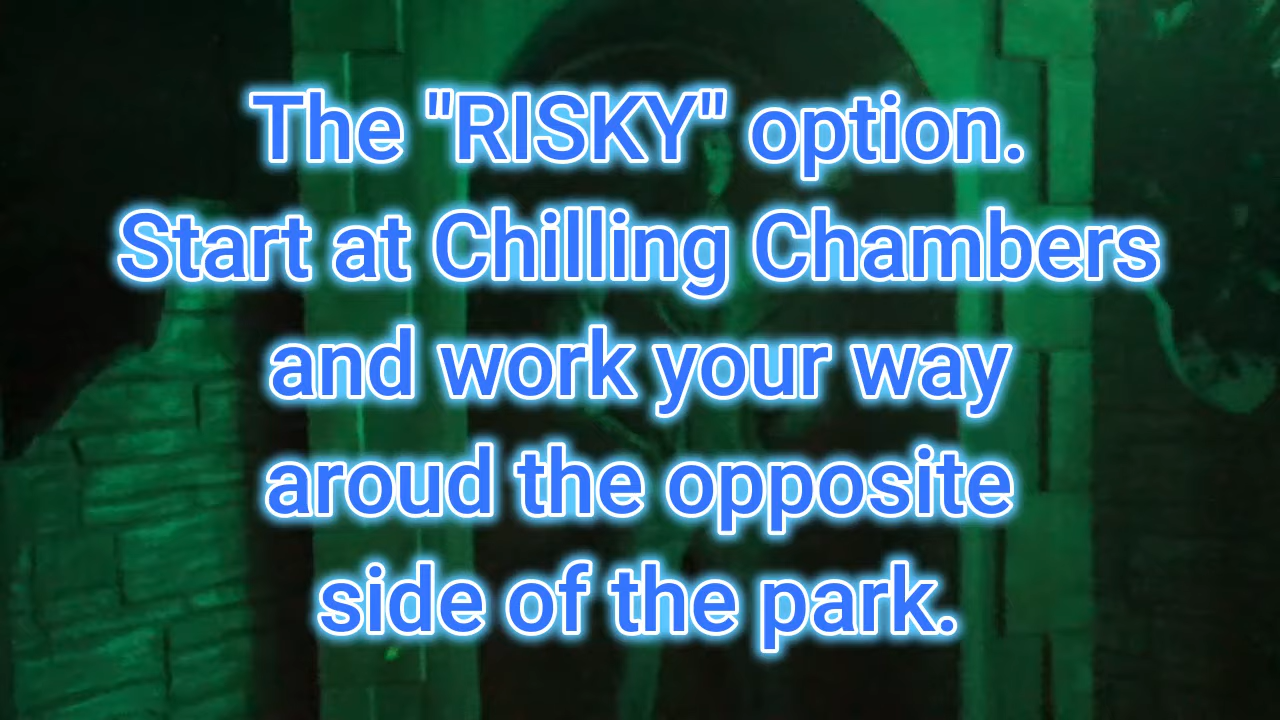 The "RISKY" option.
Start at Chilling Chambers
and work your way
aroud the opposite
side of the park.